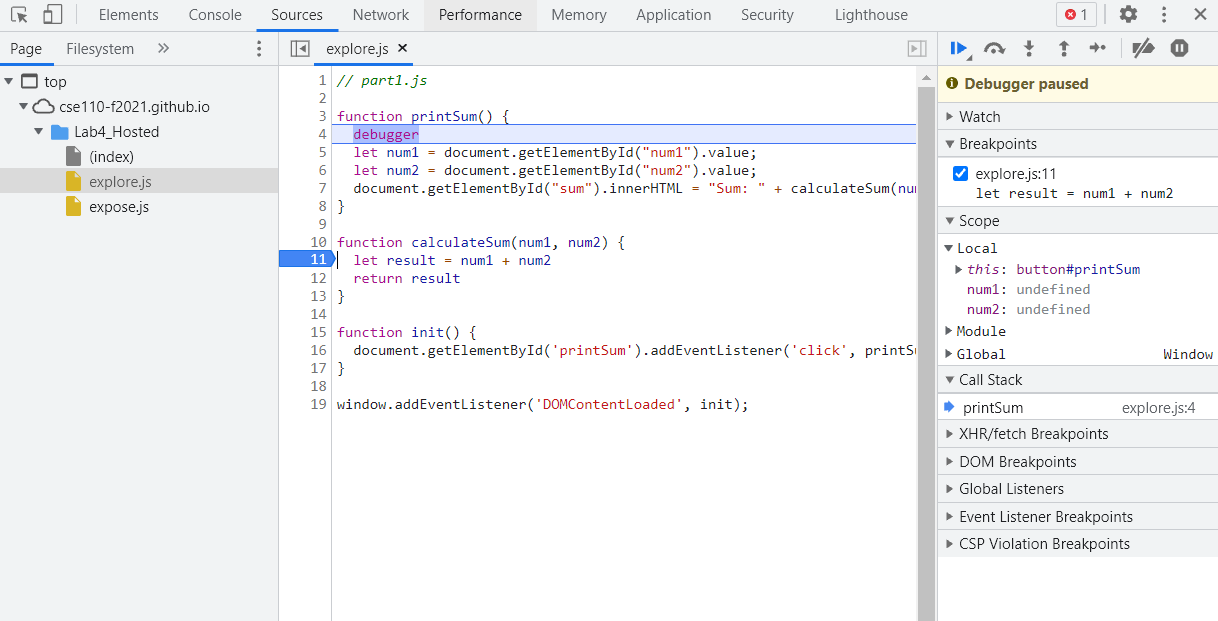 Elements Console Sources Network Performance Memory Application Security Lighthouse 1
Page Filesystem
top
cse110-f2021.github.io
Lab4_Hosted
(index)
explore.js
expose.js
explore.js
1 // part1.js
2
3 function printSum() {
4 debugger
5 let num1 = document.getElementById("num1").value;
6 let num2 = document.getElementById("num2").value;
7 document.getElementById("sum").innerHTML = "Sum: " + calculateSum(nu
8 }
9
10 function calculateSum(num1, num2) {
11 let result = num1 + num2
12 return result
13 }
14
15 function init() {
16 document.getElementById('printSum').addEventListener('click', printSu
17 }
18
19 window.addEventListener('DOMContentLoaded', init);
Debugger paused
Watch
Breakpoints
explore.js:11
let result = num1 + num2
Scope
Local
this: button#printSum
num1: undefined
num2: undefined
Module
Global Window
Call Stack
printSum explore.js:4
XHR/fetch Breakpoints
DOM Breakpoints
Global Listeners
Event Listener Breakpoints
CSP Violation Breakpoints